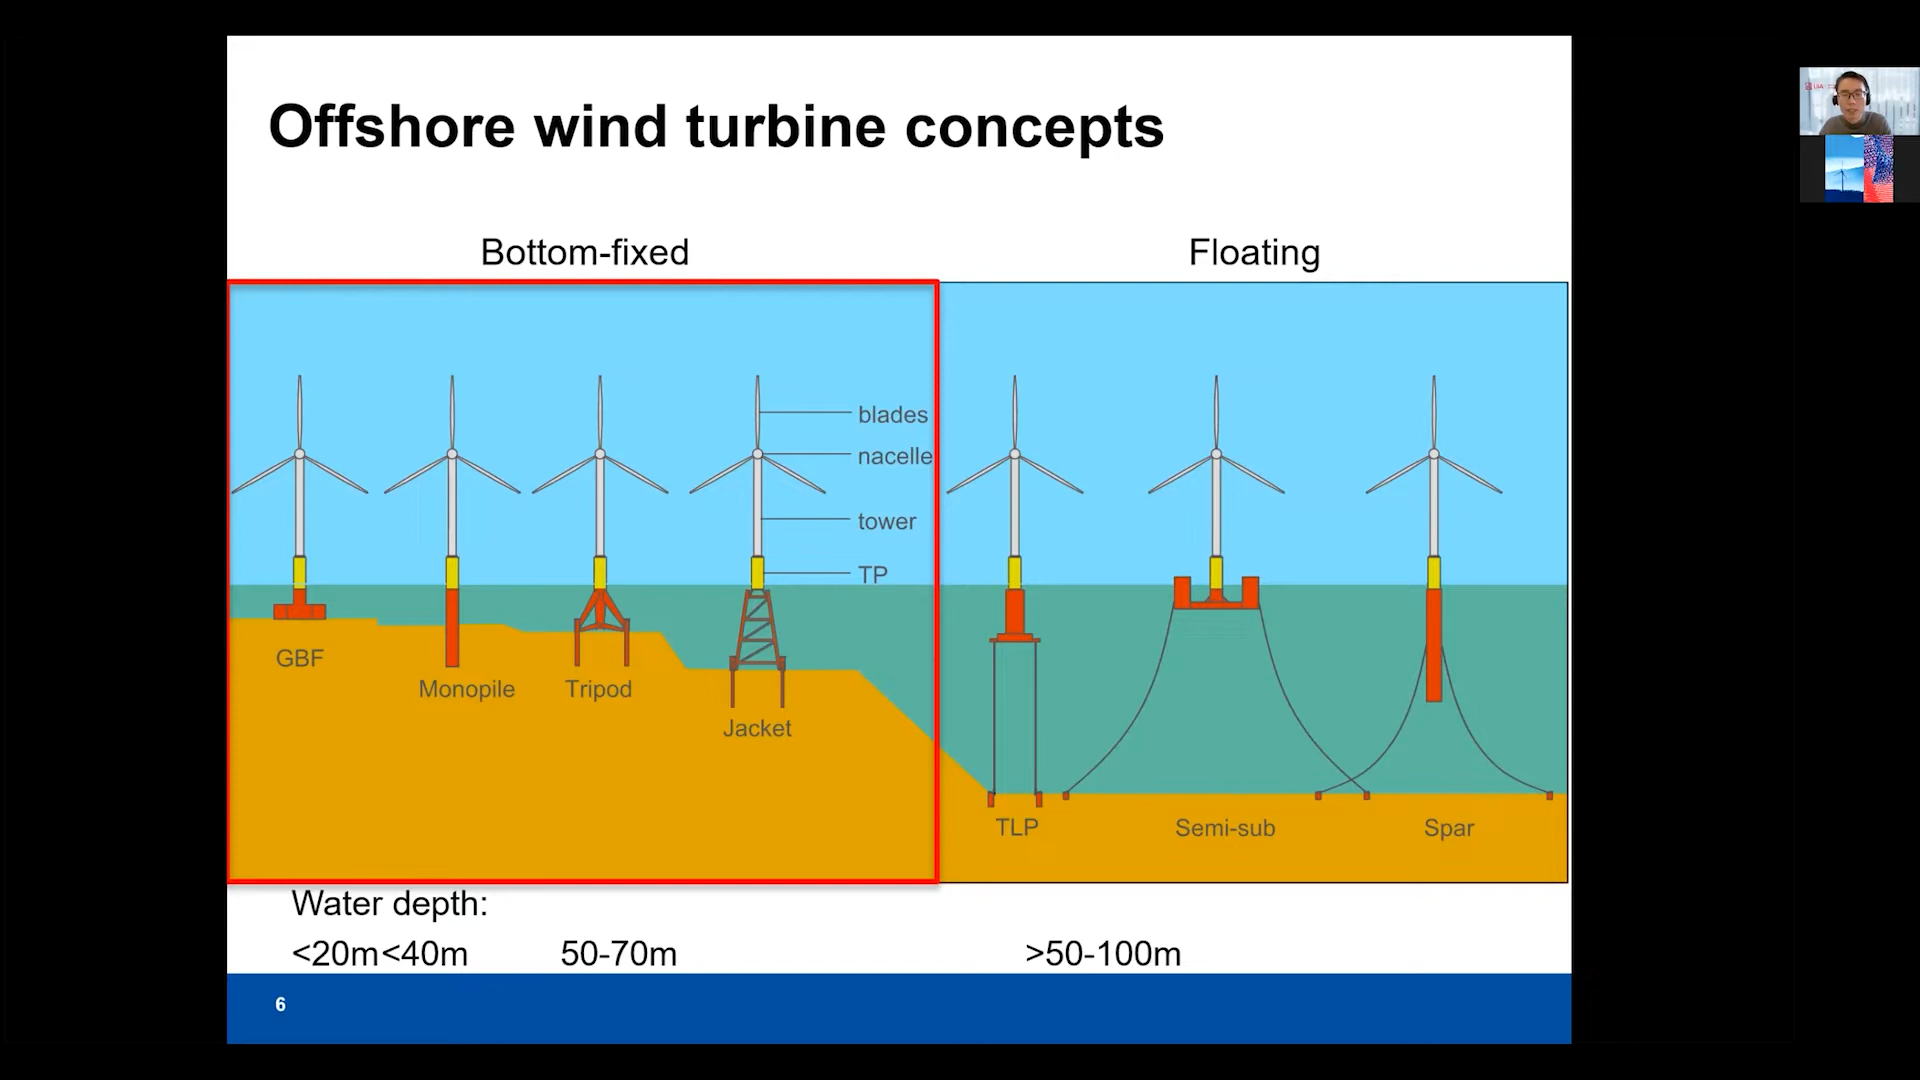 Offshore wind turbine concepts
Bottom-fixed
Floating
blades
nacelle
tower
TP
GBF
Monopile
Tripod
Jacket
TLP
Semi-sub
Spar
Water depth:
<20m<40m 50-70m >50-100m
6